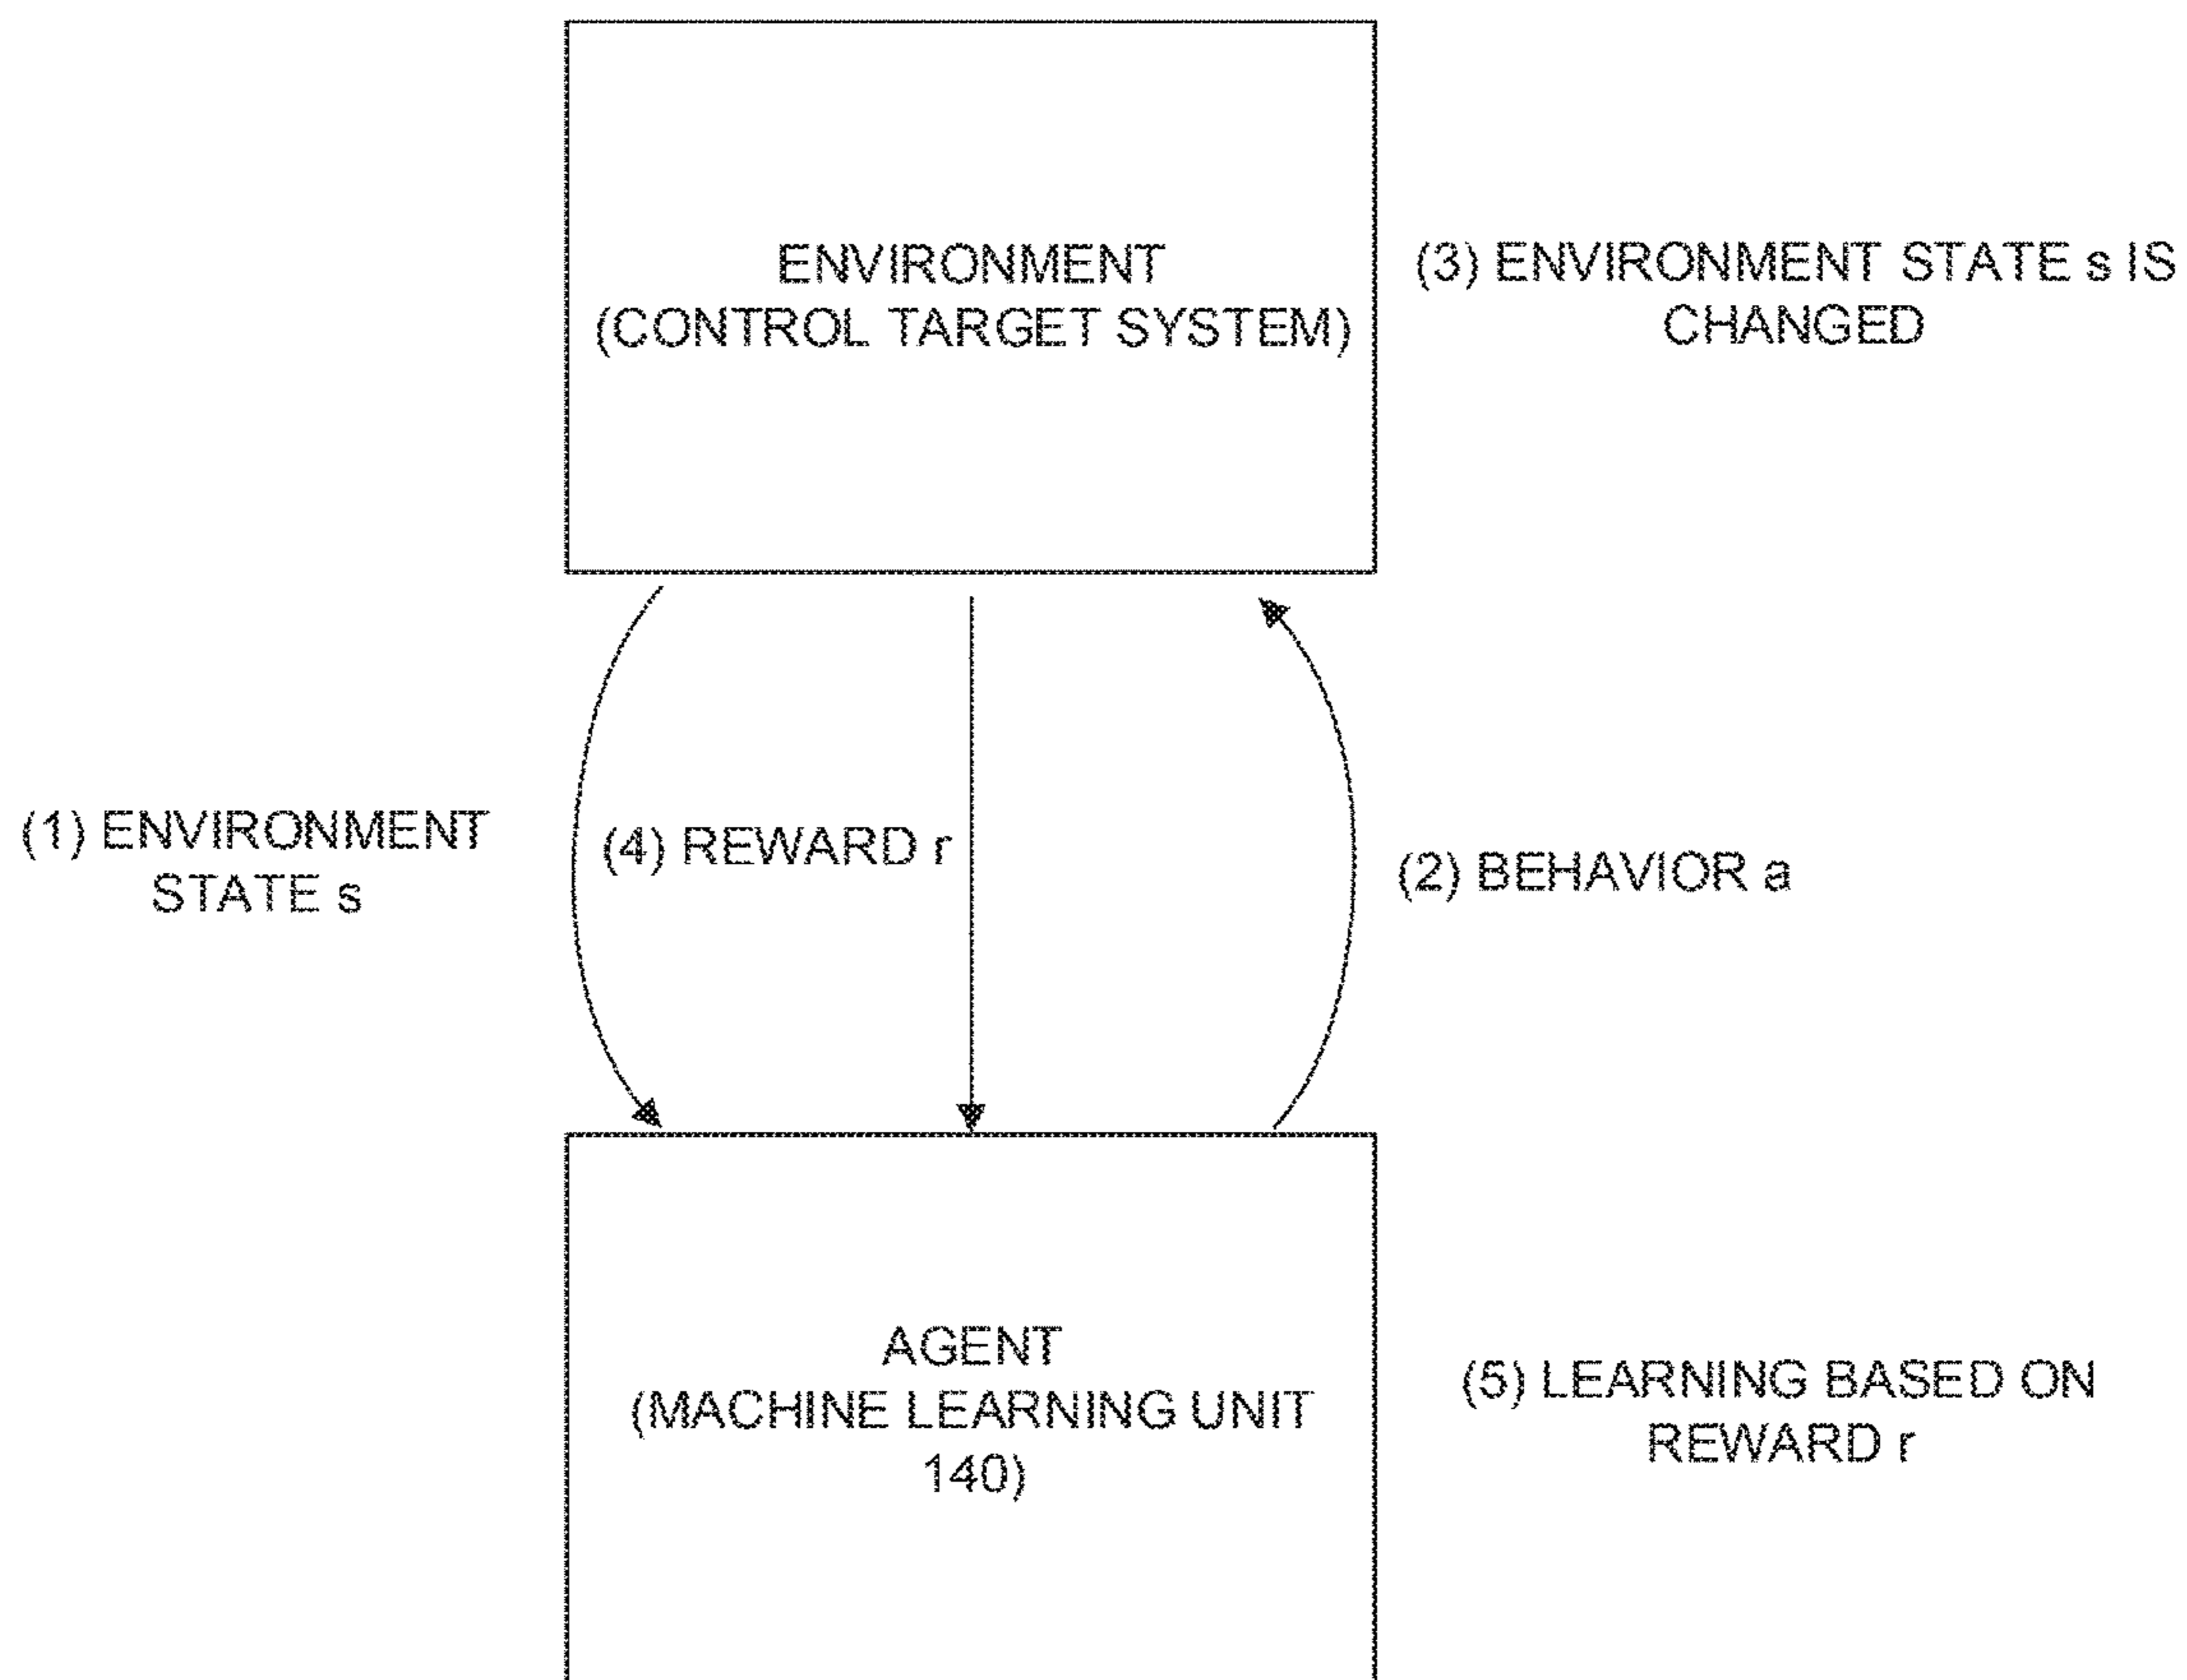 ENVIRONMENT
(CONTROL TARGET SYSTEM)
(3) ENVIRONMENT STATE s IS
CHANGED
(1) ENVIRONMENT
STATE s
(4) REWARD r
(2) BEHAVIOR a
AGENT
(MACHINE LEARNING UNIT
140)
(5) LEARNING BASED ON
REWARD r